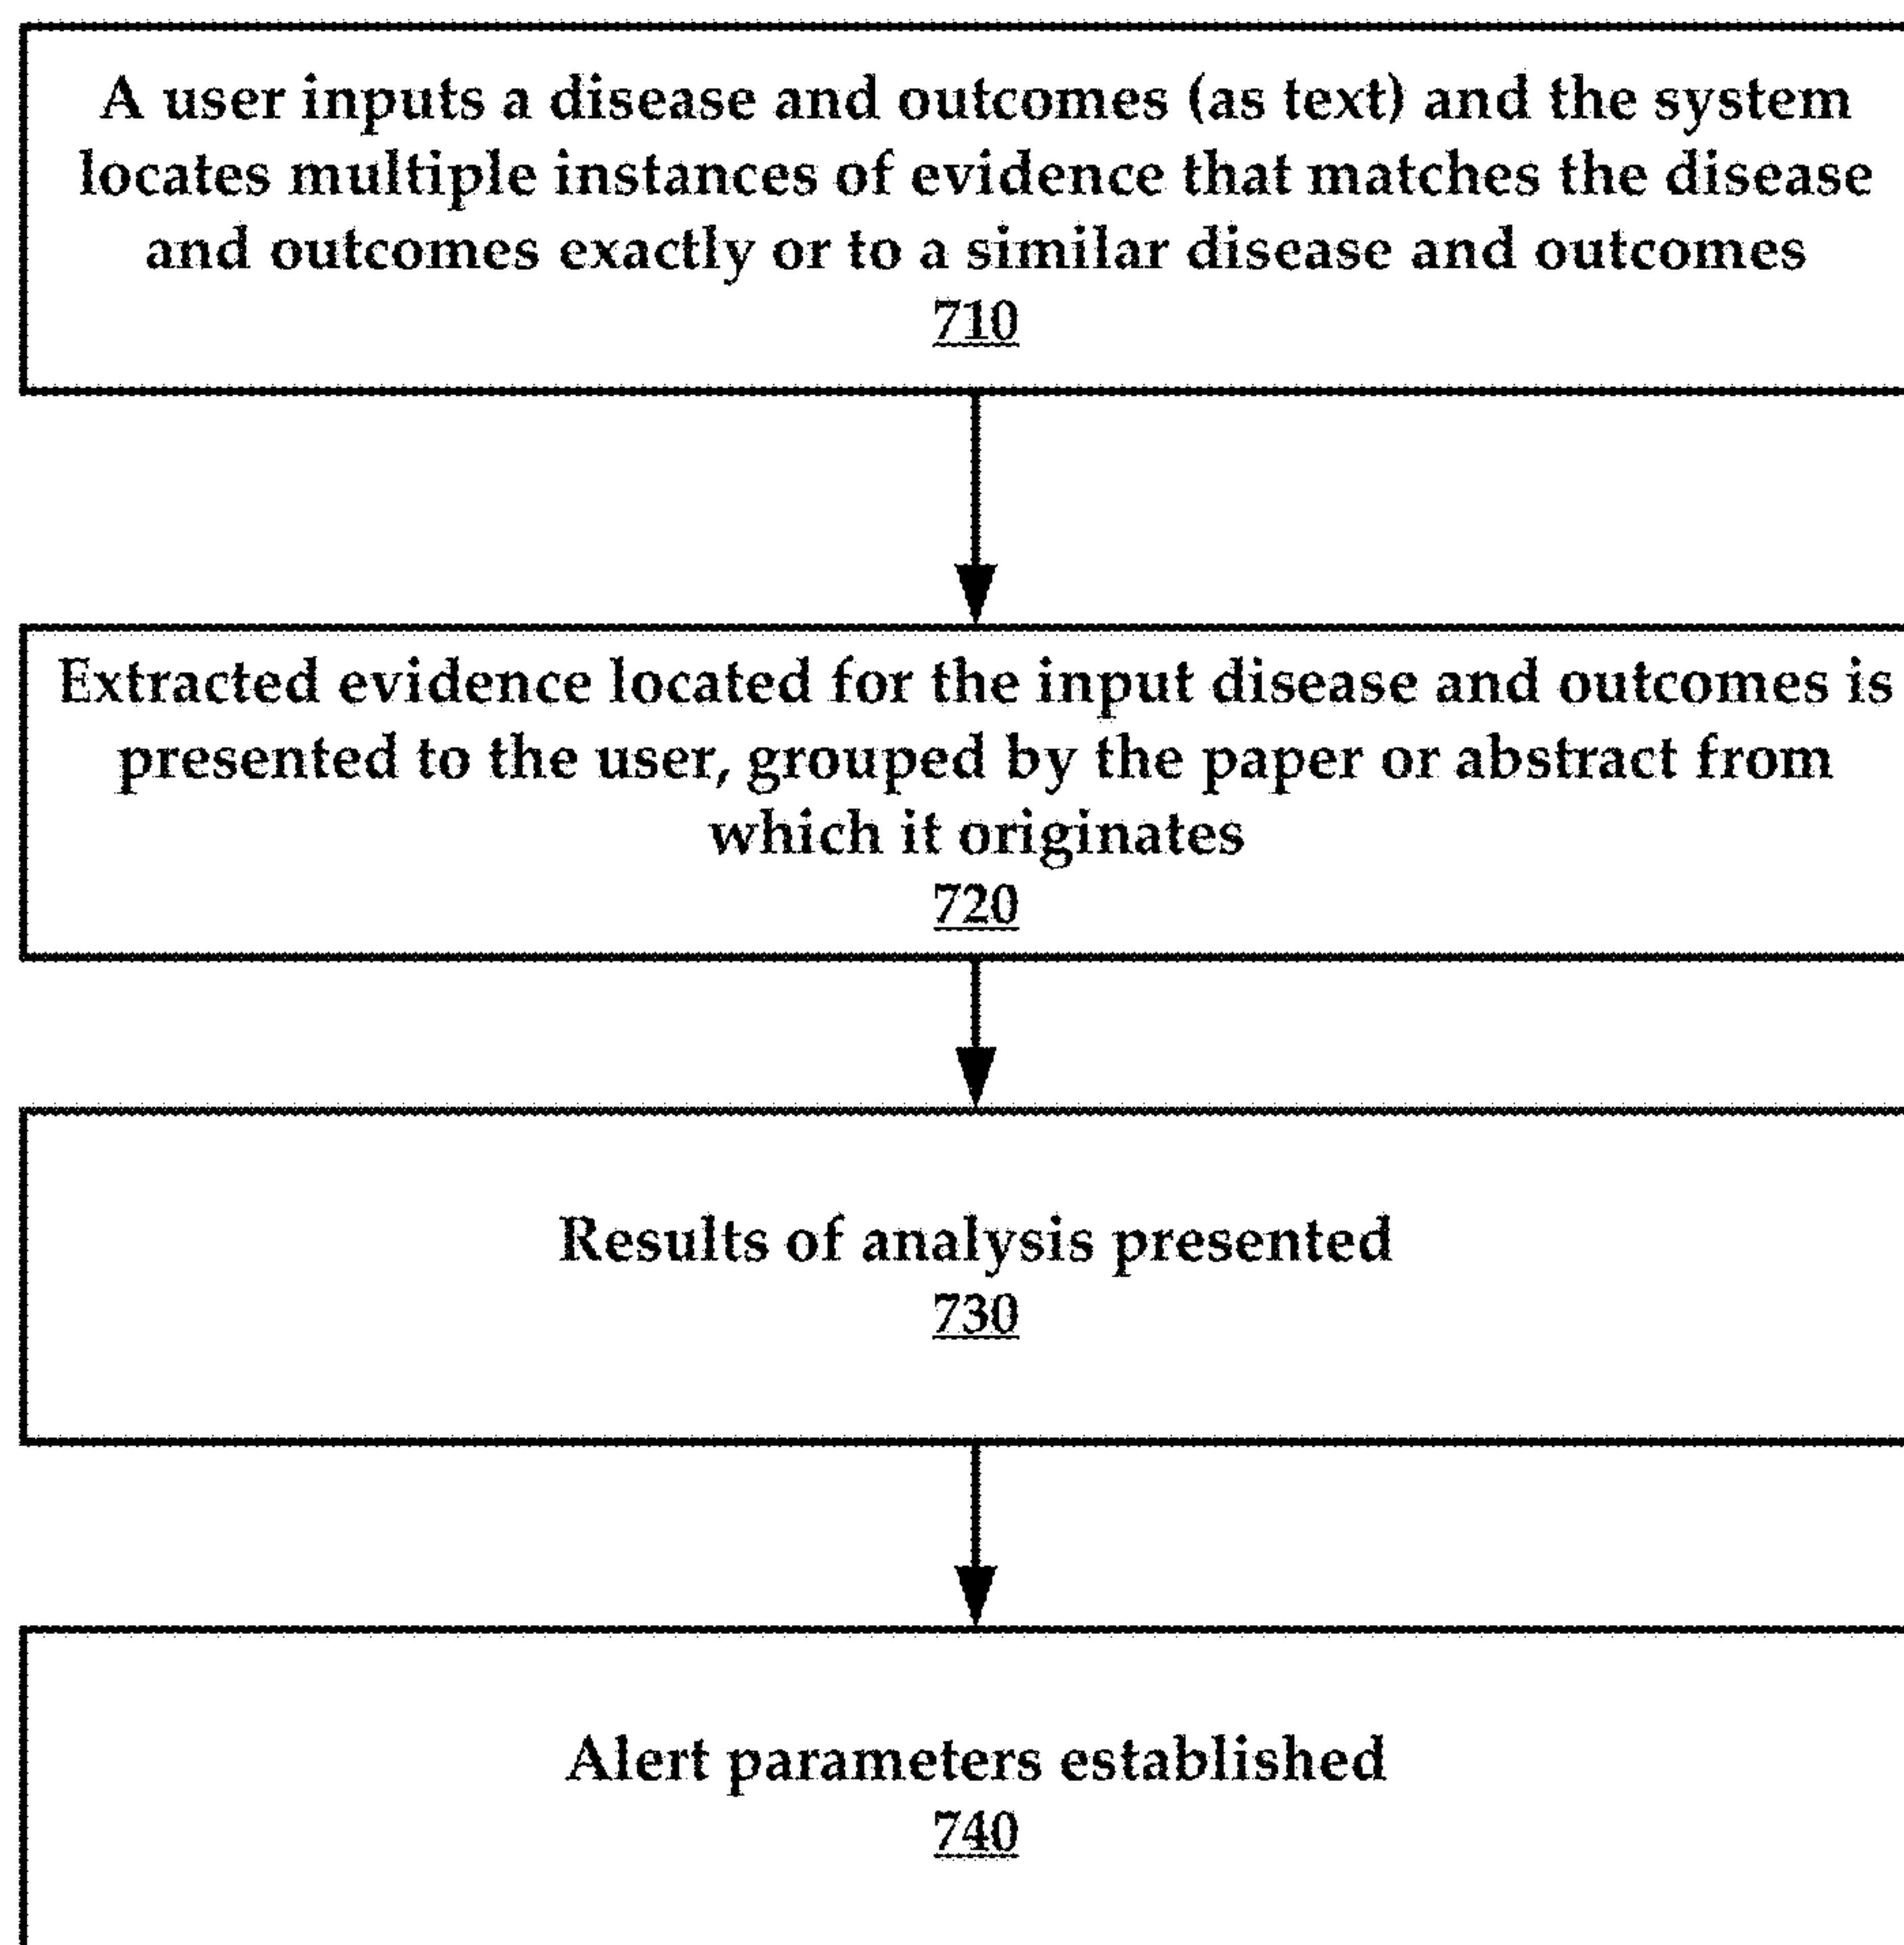 A user inputs a disease and outcomes (as text) and the system
locates multiple instances of evidence that matches the disease
and outcomes exactly or to a similar disease and outcomes
710
Extracted evidence located for the input disease and outcomes is
presented to the user, grouped by the paper or abstract from
which it originates
720
Results of analysis presented
730
Alert parameters established
740